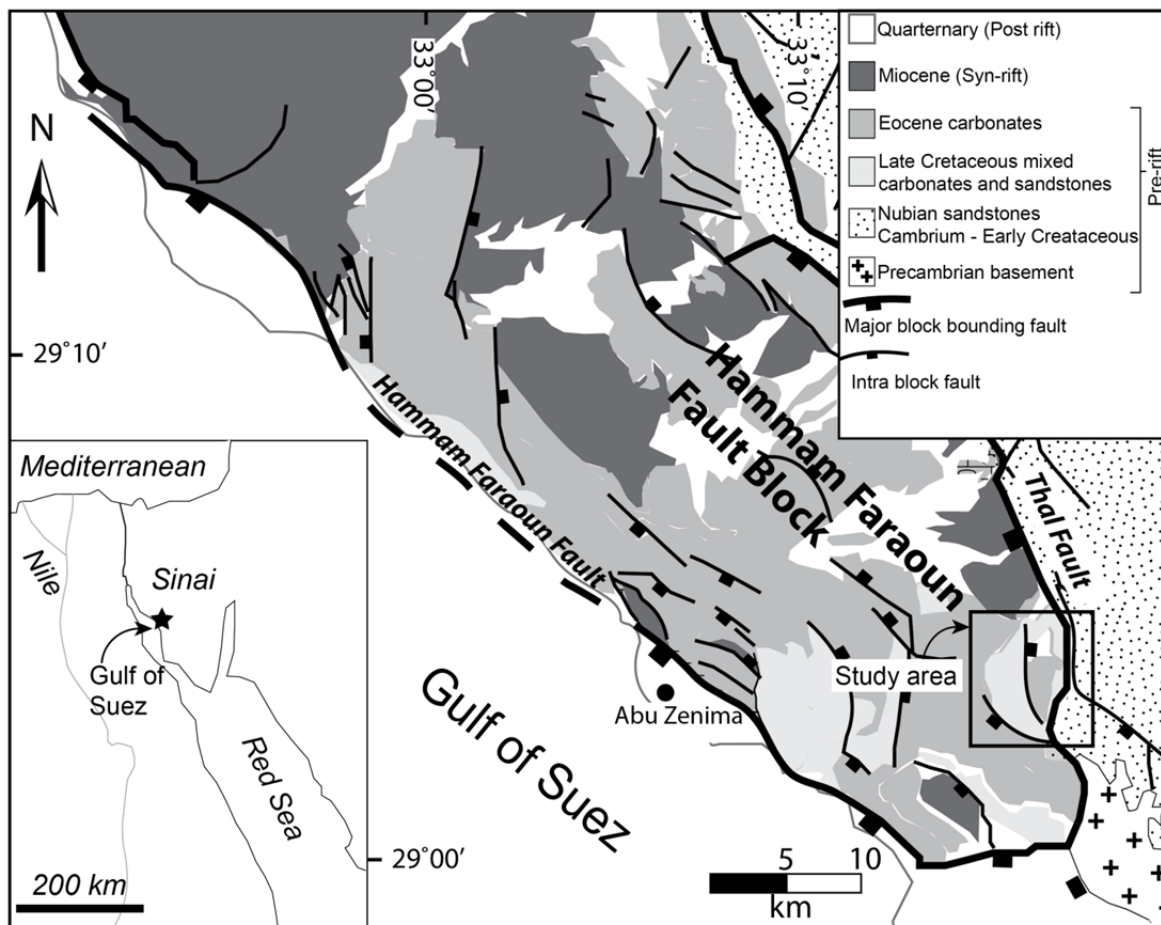 33°00'
33°10'
N
29°10'
29°00'
Quarternary (Post rift)
Miocene (Syn-rift)
Eocene carbonates
Late Cretaceous mixed
carbonates and sandstones
Nubian sandstones
Cambrium - Early Creataceous
Precambrian basement
Pre-rift
Major block bounding fault
Intra block fault
Hammam Faraoun
Fault Block
Hammam Faraoun Fault
Thal Fault
Study area
Abu Zenima
Gulf of Suez
5 10
km
Mediterranean
Nile
Sinai
Gulf of
Suez
Red Sea
200 km